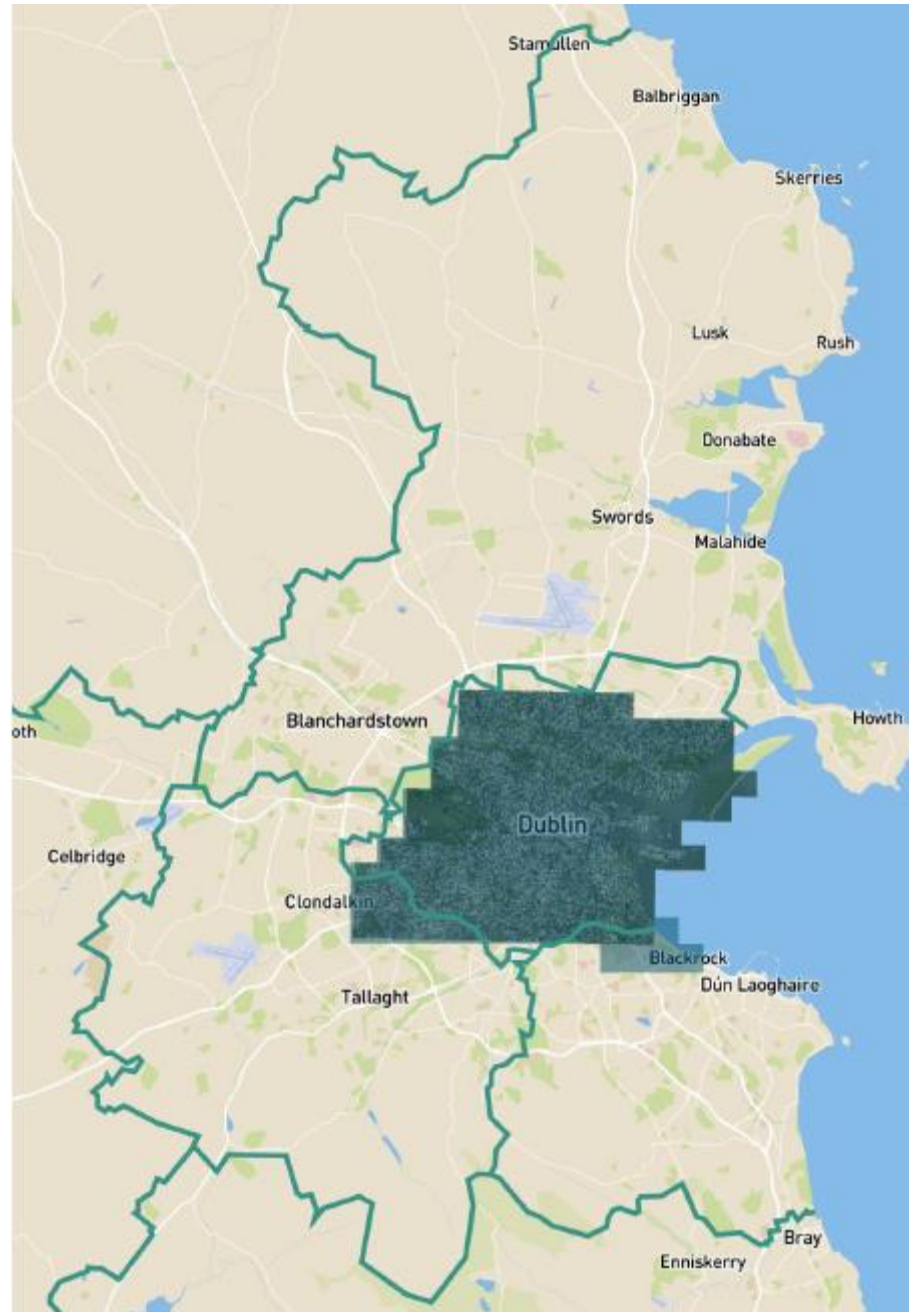 Stamullen
Balbriggan
Skerries
Lusk
Rush
Donabate
Swords
Malahide
Blanchardstown
Howth
oth
Dublin
Celbridge
Clondalkin
Blackrock
Dún Laoghaire
Tallaght
Bray
Enniskerry